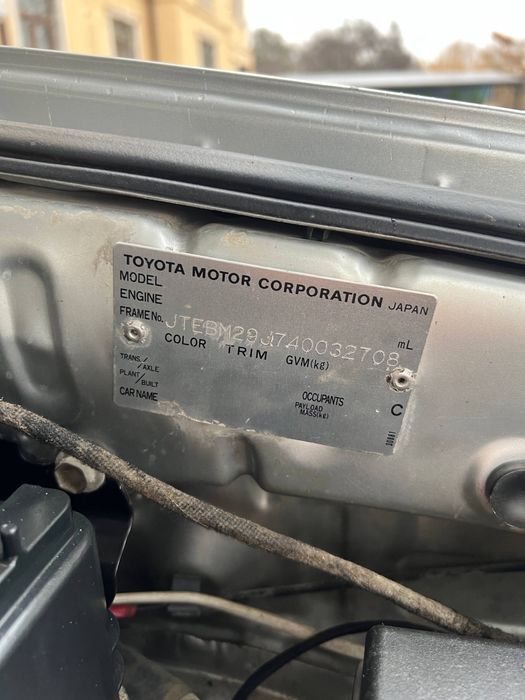 TOYOTA MOTOR CORPORATION JAPAN
MODEL
ENGINE mL
FRAME No. JTEBM29J740032708
COLOR TRIM GVM(kg)
TRANS./AXLE
PLANT/BUILT
OCCUPANTS
PAYLOAD MASS(kg)
CAR NAME
C